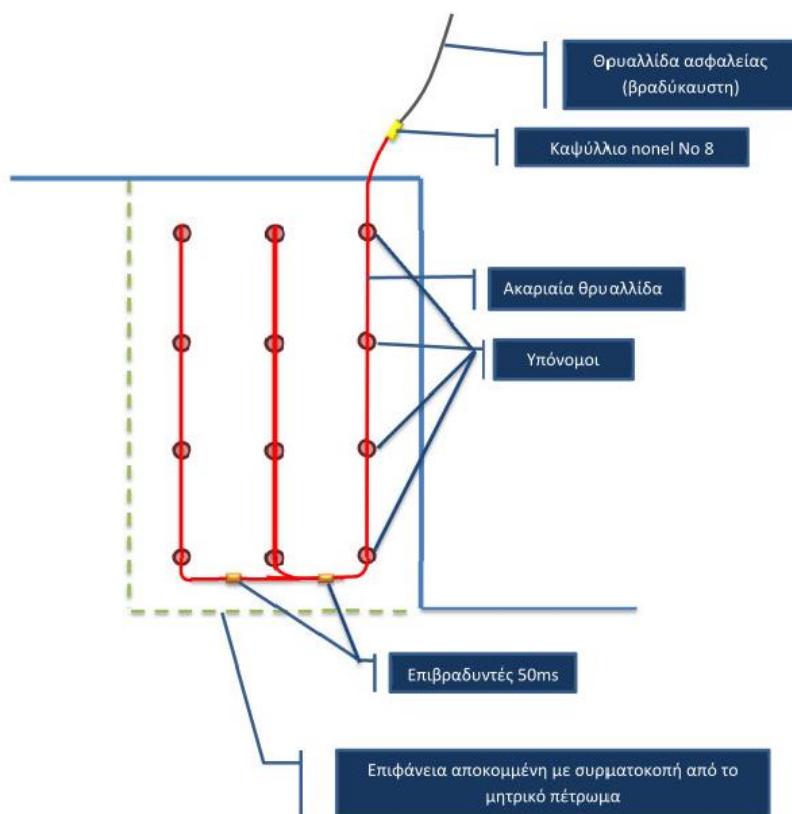 Θρυαλλίδα ασφαλείας
(βραδύκαυστη)
Καψύλλιο nonel No 8
Ακαριαία θρυαλλίδα
Υπόνομοι
Επιβραδυντές 50ms
Επιφάνεια αποκομμένη με συρματοκοπή από το
μητρικό πέτρωμα